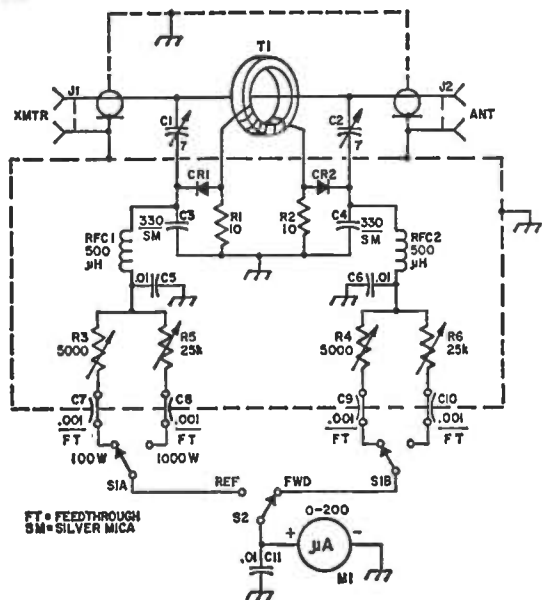 T1
J1
J2
XMTR
ANT
C1
7
C2
7
CR1
CR2
330
SM
C3
R1
10
R2
10
C4
330
SM
RFC1
500
µH
RFC2
500
µH
.01 C5
C6 .01
R3
5000
R5
25k
R4
5000
R6
25k
C7
.001
FT
C8
.001
FT
C9
.001
FT
C10
.001
FT
100W
1000W
S1A
REF
FWD
S1B
S2
0-200
+
µA
-
M1
.01 C11
FT = FEEDTHROUGH
SM = SILVER MICA